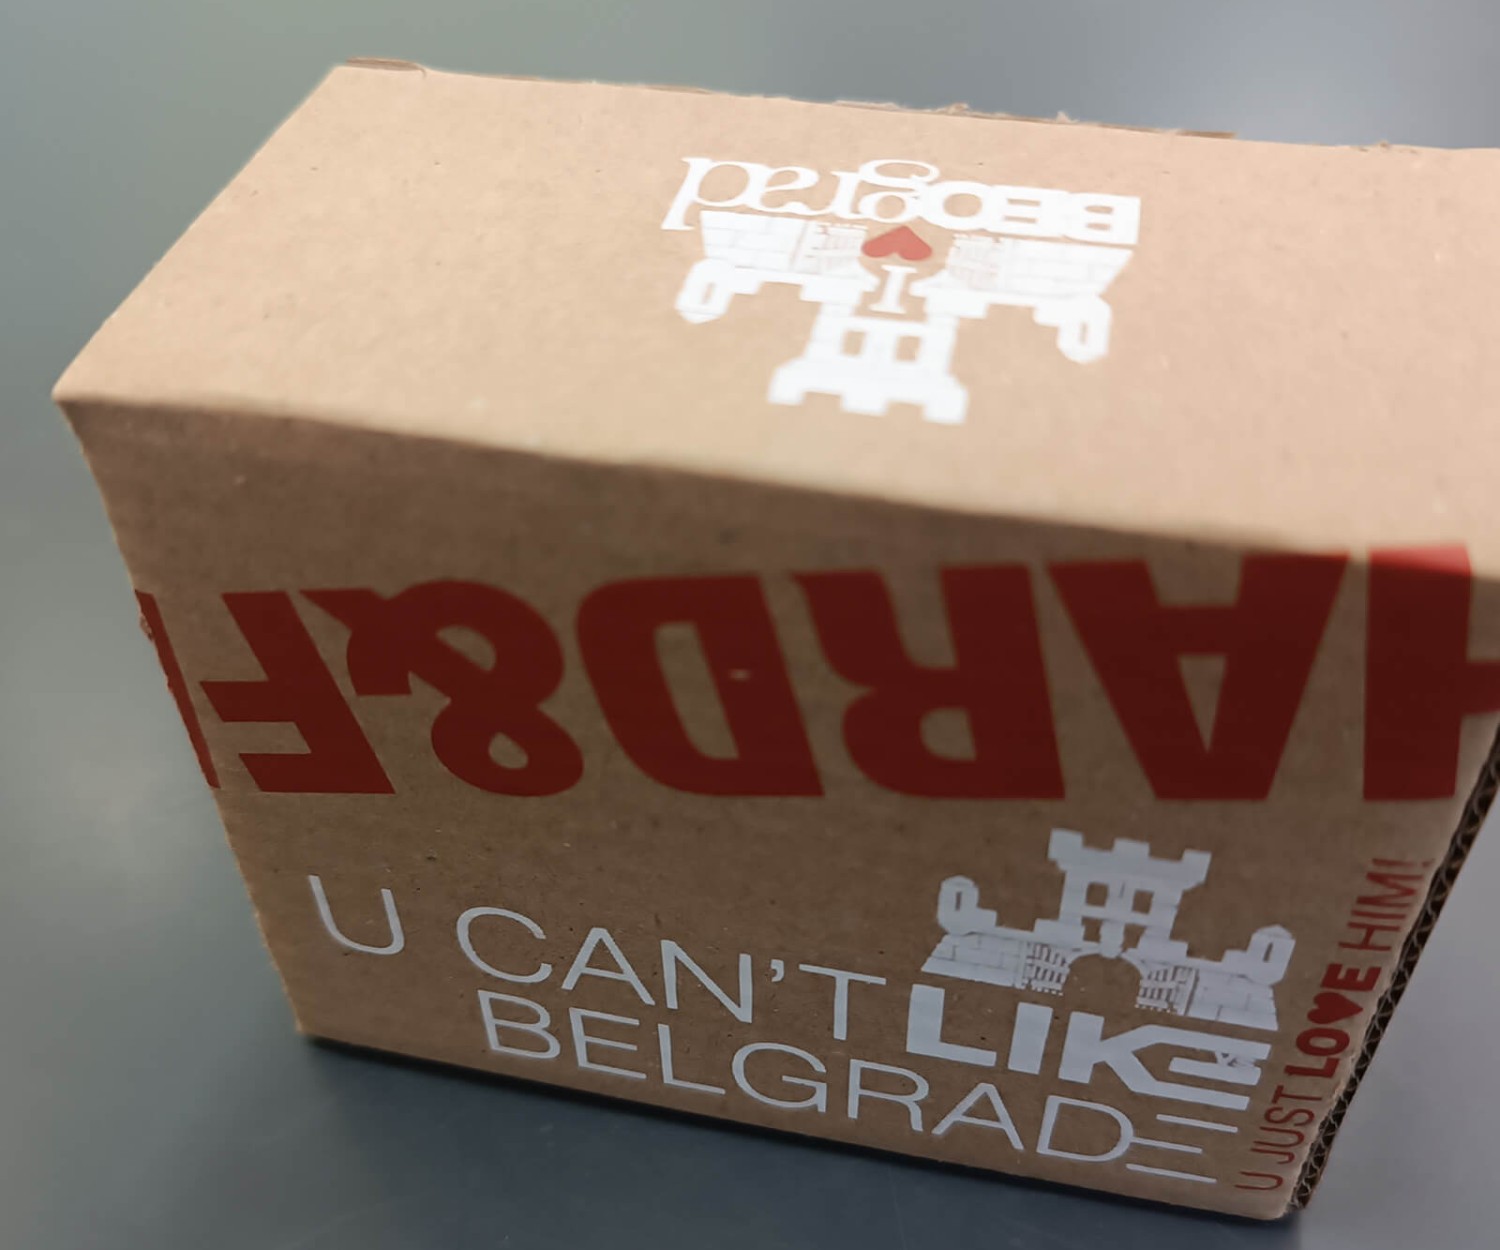 I ♥
BEOgrad
HARD&F
U CAN'T LIKE
BELGRADE
U JUST LOVE HIM!